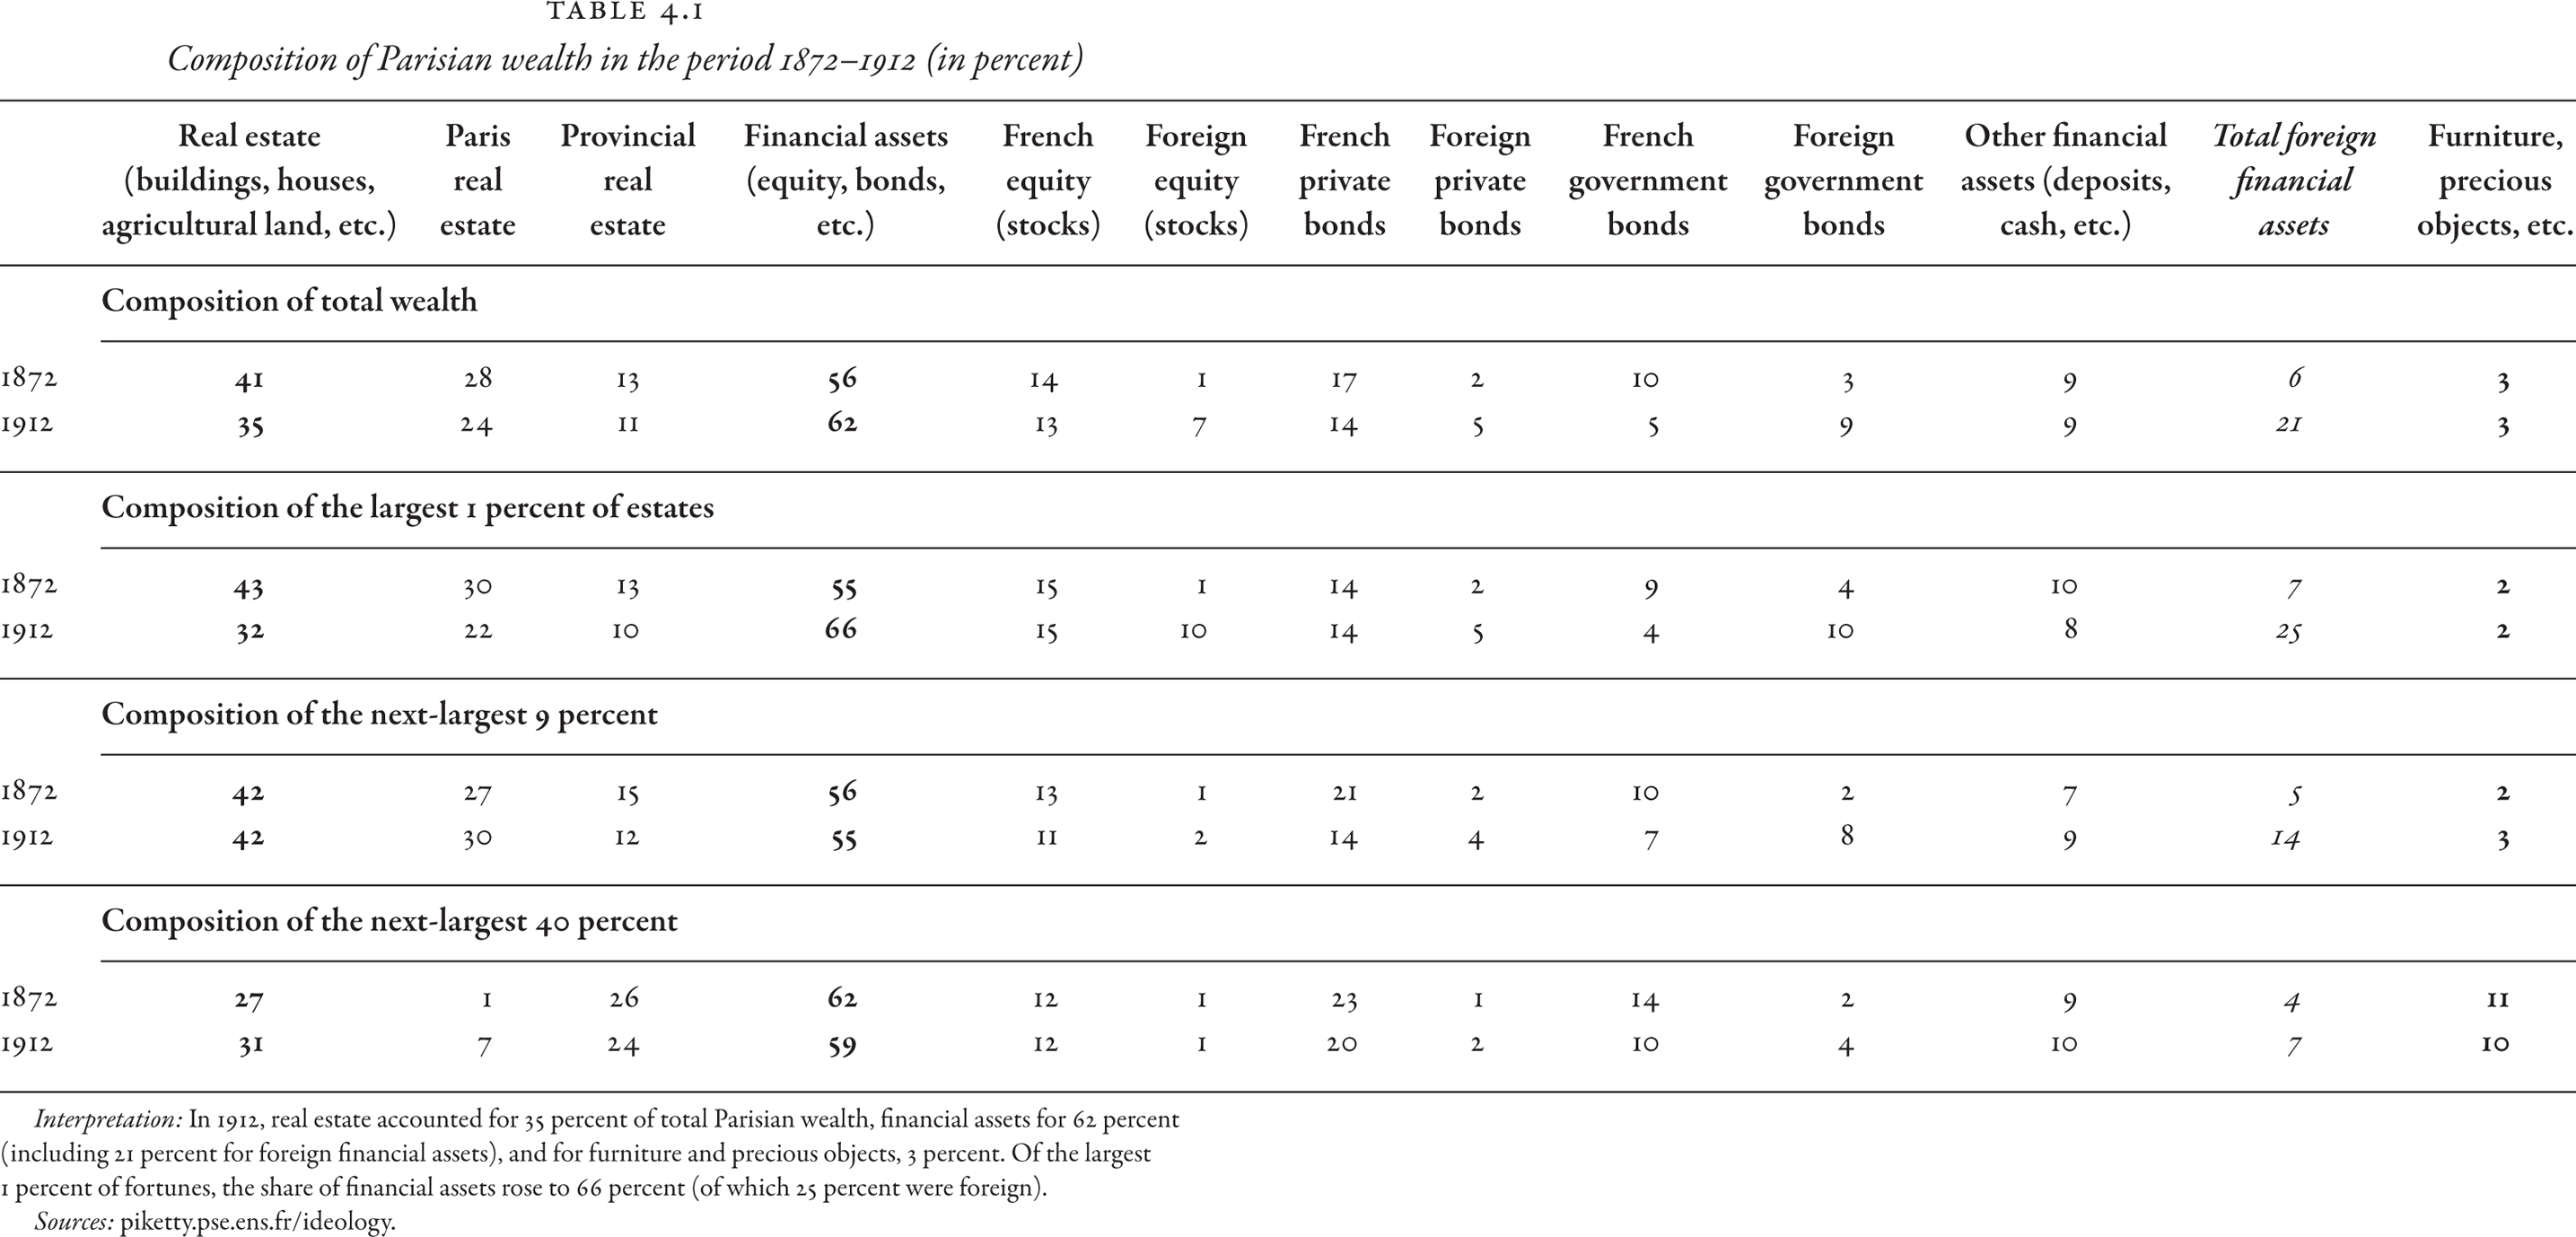 TABLE 4.1
Composition of Parisian wealth in the period 1872–1912 (in percent)
Real estate Paris Provincial Financial assets French Foreign French Foreign French Foreign Other financial Total foreign Furniture,
(buildings, houses, real real (equity, bonds, equity equity private private government government assets (deposits, financial precious
agricultural land, etc.) estate estate etc.) (stocks) (stocks) bonds bonds bonds bonds cash, etc.) assets objects, etc.
Composition of total wealth
1872 41 28 13 56 14 1 17 2 10 3 9 6 3
1912 35 24 11 62 13 7 14 5 5 9 9 21 3
Composition of the largest 1 percent of estates
1872 43 30 13 55 15 1 14 2 9 4 10 7 2
1912 32 22 10 66 15 10 14 5 4 10 8 25 2
Composition of the next-largest 9 percent
1872 42 27 15 56 13 1 21 2 10 2 7 5 2
1912 42 30 12 55 11 2 14 4 7 8 9 14 3
Composition of the next-largest 40 percent
1872 27 1 26 62 12 1 23 1 14 2 9 4 11
1912 31 7 24 59 12 1 20 2 10 4 10 7 10
Interpretation: In 1912, real estate accounted for 35 percent of total Parisian wealth, financial assets for 62 percent
(including 21 percent for foreign financial assets), and for furniture and precious objects, 3 percent. Of the largest
1 percent of fortunes, the share of financial assets rose to 66 percent (of which 25 percent were foreign).
Sources: piketty.pse.ens.fr/ideology.